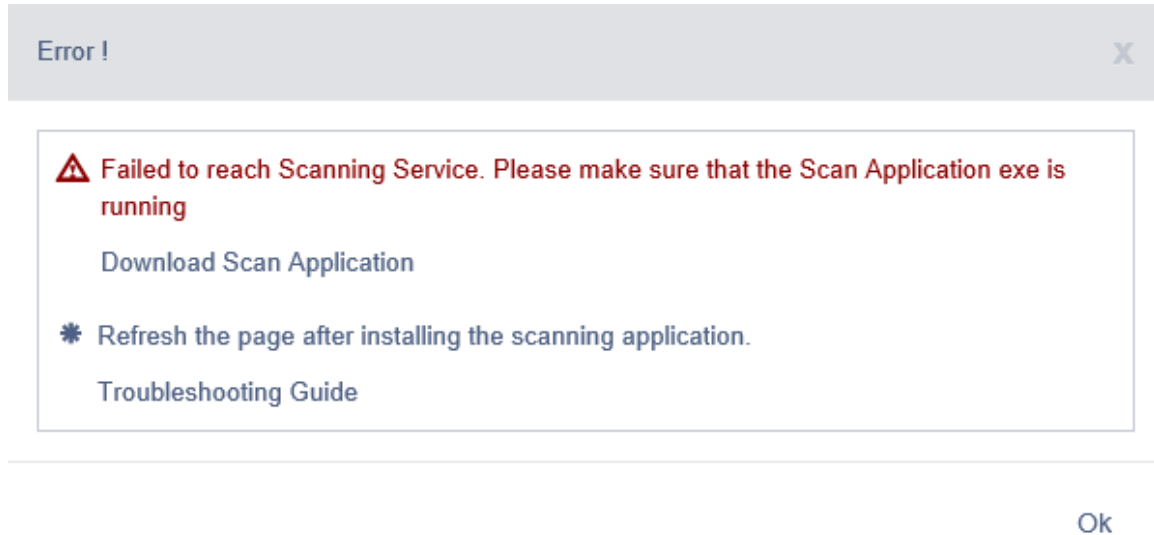 Error !
x
Failed to reach Scanning Service. Please make sure that the Scan Application exe is
running
Download Scan Application
Refresh the page after installing the scanning application.
Troubleshooting Guide
Ok